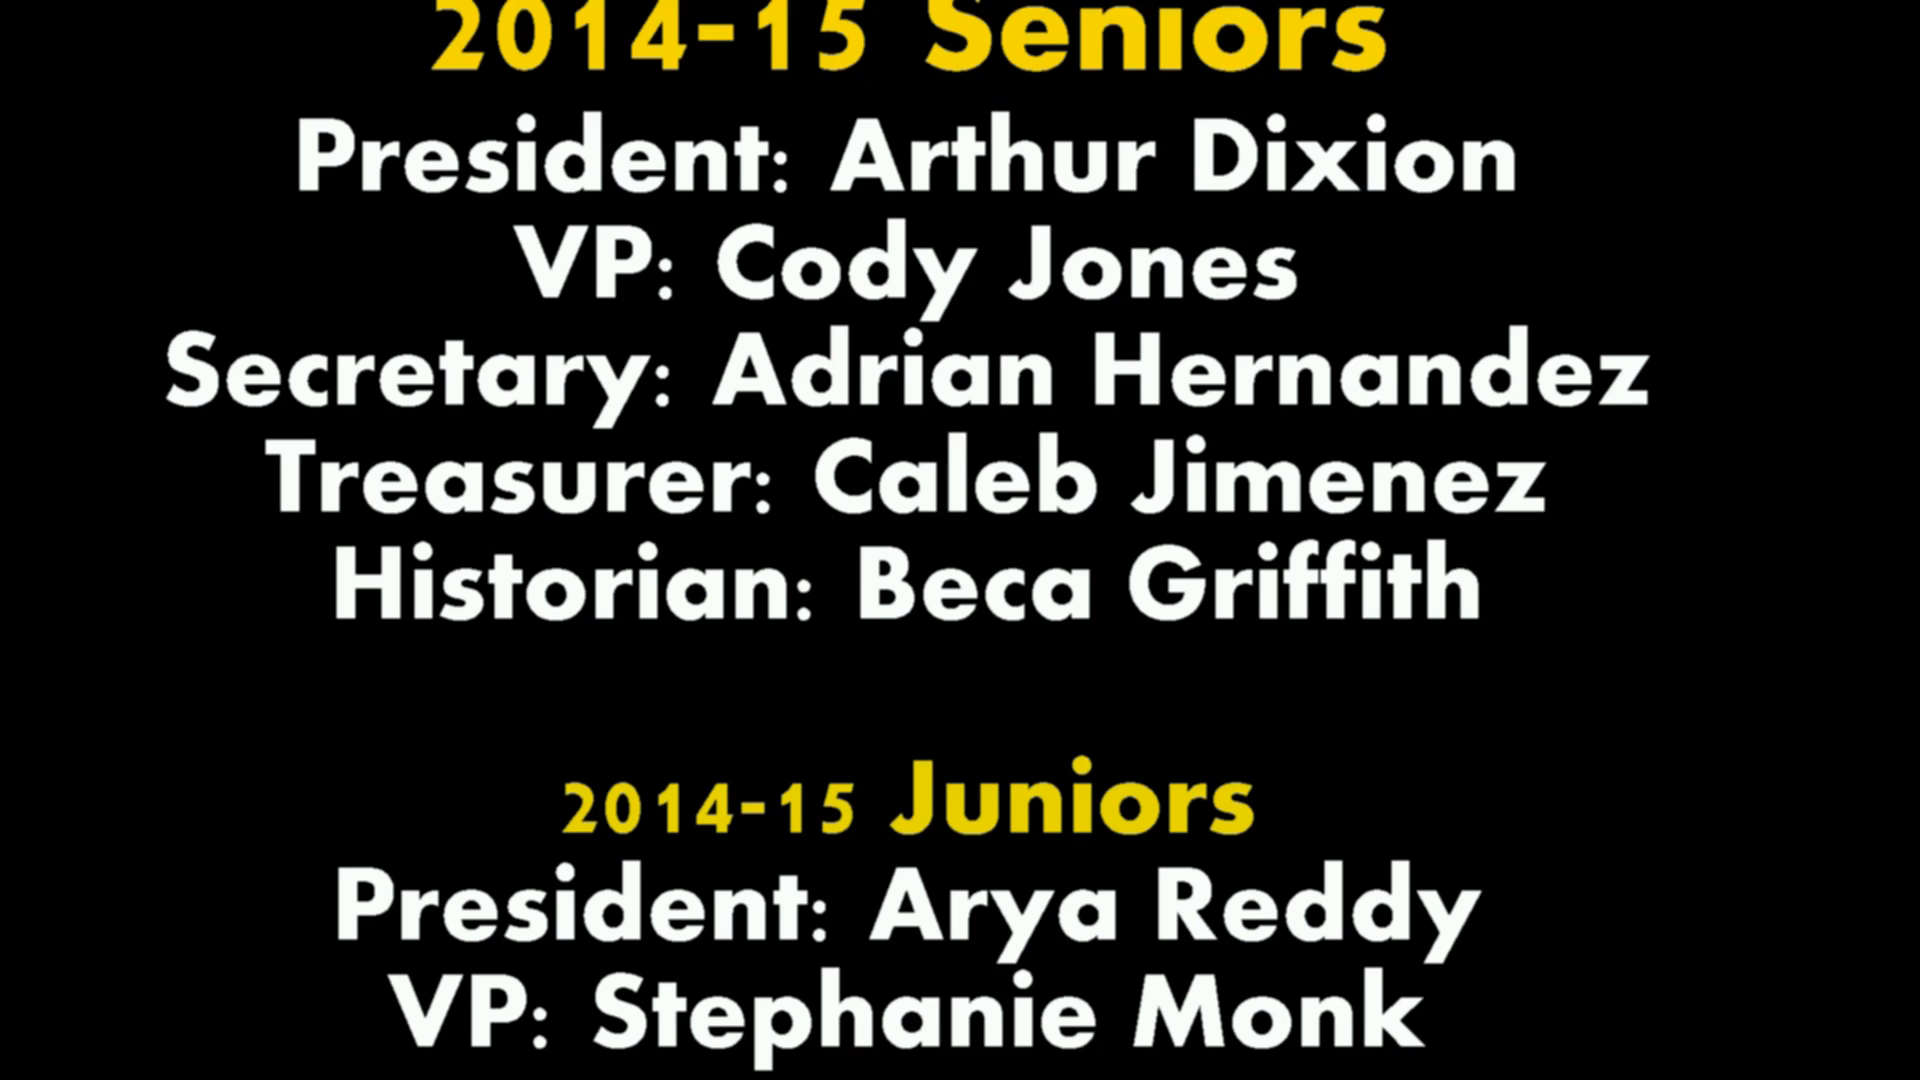 2014-15 Seniors
President: Arthur Dixion
VP: Cody Jones
Secretary: Adrian Hernandez
Treasurer: Caleb Jimenez
Historian: Beca Griffith
2014-15 Juniors
President: Arya Reddy
VP: Stephanie Monk